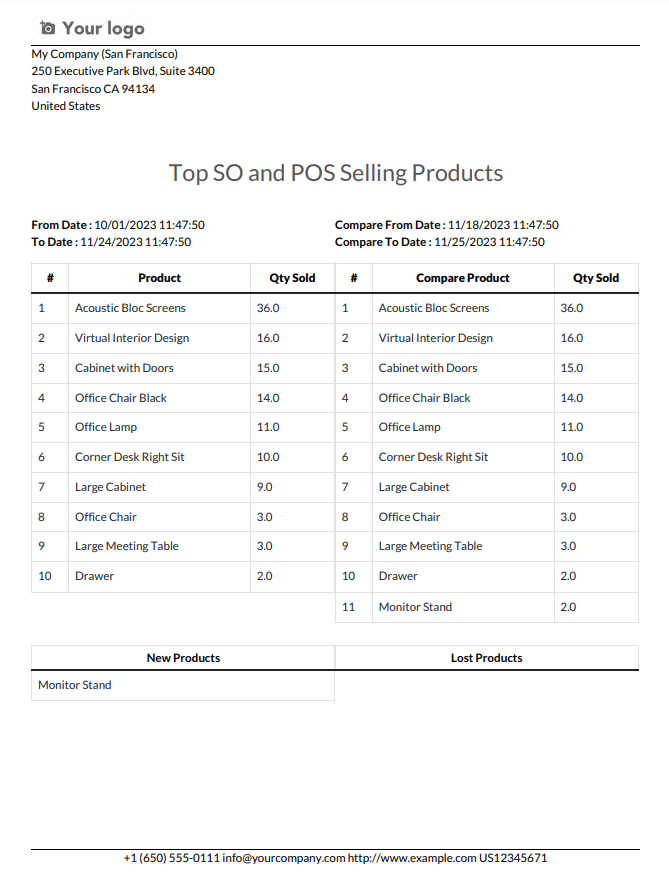 Your logo
My Company (San Francisco)
250 Executive Park Blvd, Suite 3400
San Francisco CA 94134
United States
Top SO and POS Selling Products
From Date : 10/01/2023 11:47:50 Compare From Date : 11/18/2023 11:47:50
To Date : 11/24/2023 11:47:50 Compare To Date : 11/25/2023 11:47:50
# Product Qty Sold # Compare Product Qty Sold
1 Acoustic Bloc Screens 36.0 1 Acoustic Bloc Screens 36.0
2 Virtual Interior Design 16.0 2 Virtual Interior Design 16.0
3 Cabinet with Doors 15.0 3 Cabinet with Doors 15.0
4 Office Chair Black 14.0 4 Office Chair Black 14.0
5 Office Lamp 11.0 5 Office Lamp 11.0
6 Corner Desk Right Sit 10.0 6 Corner Desk Right Sit 10.0
7 Large Cabinet 9.0 7 Large Cabinet 9.0
8 Office Chair 3.0 8 Office Chair 3.0
9 Large Meeting Table 3.0 9 Large Meeting Table 3.0
10 Drawer 2.0 10 Drawer 2.0
11 Monitor Stand 2.0
New Products Lost Products
Monitor Stand
+1 (650) 555-0111 info@yourcompany.com http://www.example.com US12345671